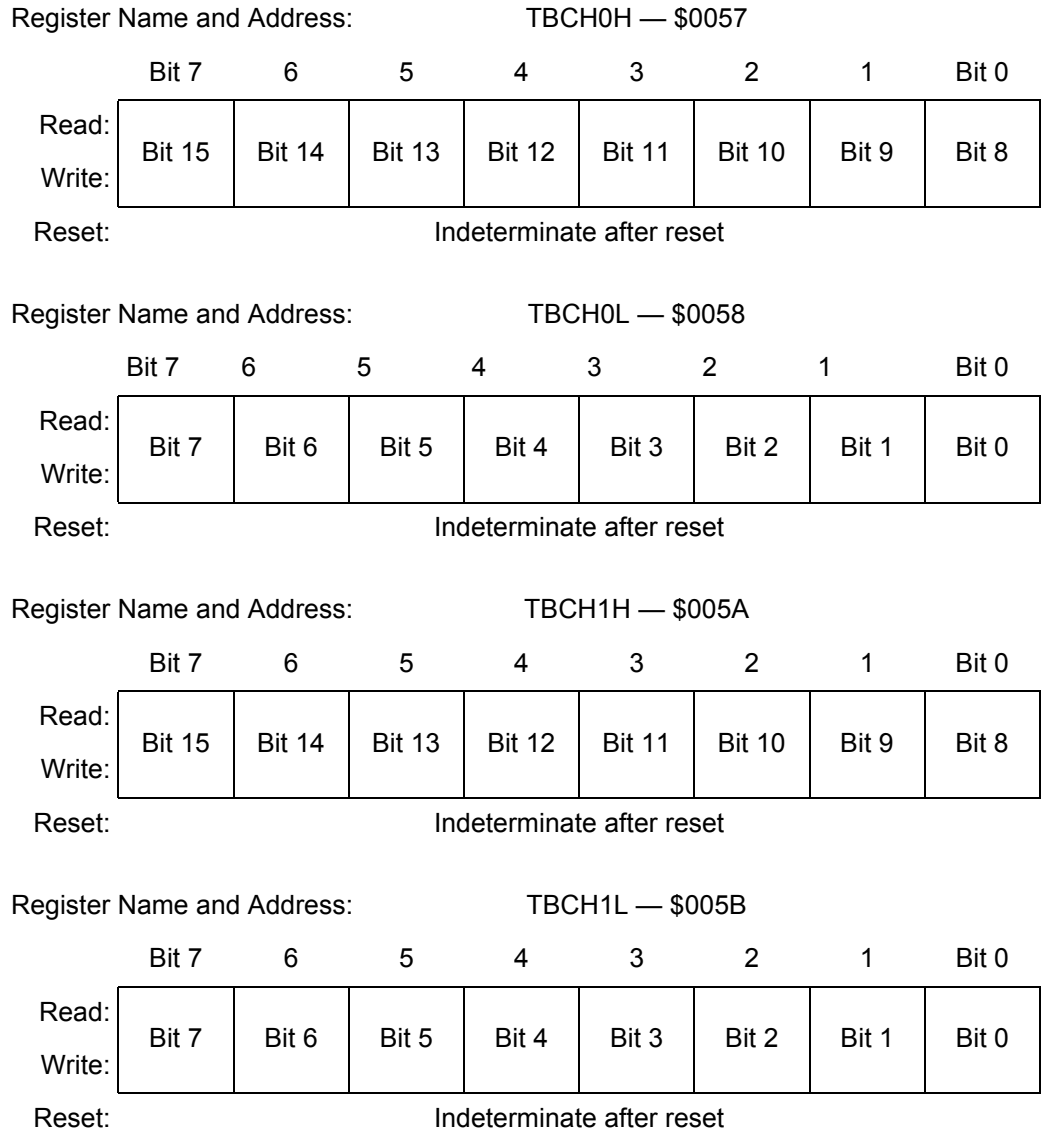 Register Name and Address: TBCH0H — $0057
Bit 7 6 5 4 3 2 1 Bit 0
Read:
Bit 15 Bit 14 Bit 13 Bit 12 Bit 11 Bit 10 Bit 9 Bit 8
Write:
Reset: Indeterminate after reset
Register Name and Address: TBCH0L — $0058
Bit 7 6 5 4 3 2 1 Bit 0
Read:
Bit 7 Bit 6 Bit 5 Bit 4 Bit 3 Bit 2 Bit 1 Bit 0
Write:
Reset: Indeterminate after reset
Register Name and Address: TBCH1H — $005A
Bit 7 6 5 4 3 2 1 Bit 0
Read:
Bit 15 Bit 14 Bit 13 Bit 12 Bit 11 Bit 10 Bit 9 Bit 8
Write:
Reset: Indeterminate after reset
Register Name and Address: TBCH1L — $005B
Bit 7 6 5 4 3 2 1 Bit 0
Read:
Bit 7 Bit 6 Bit 5 Bit 4 Bit 3 Bit 2 Bit 1 Bit 0
Write:
Reset: Indeterminate after reset